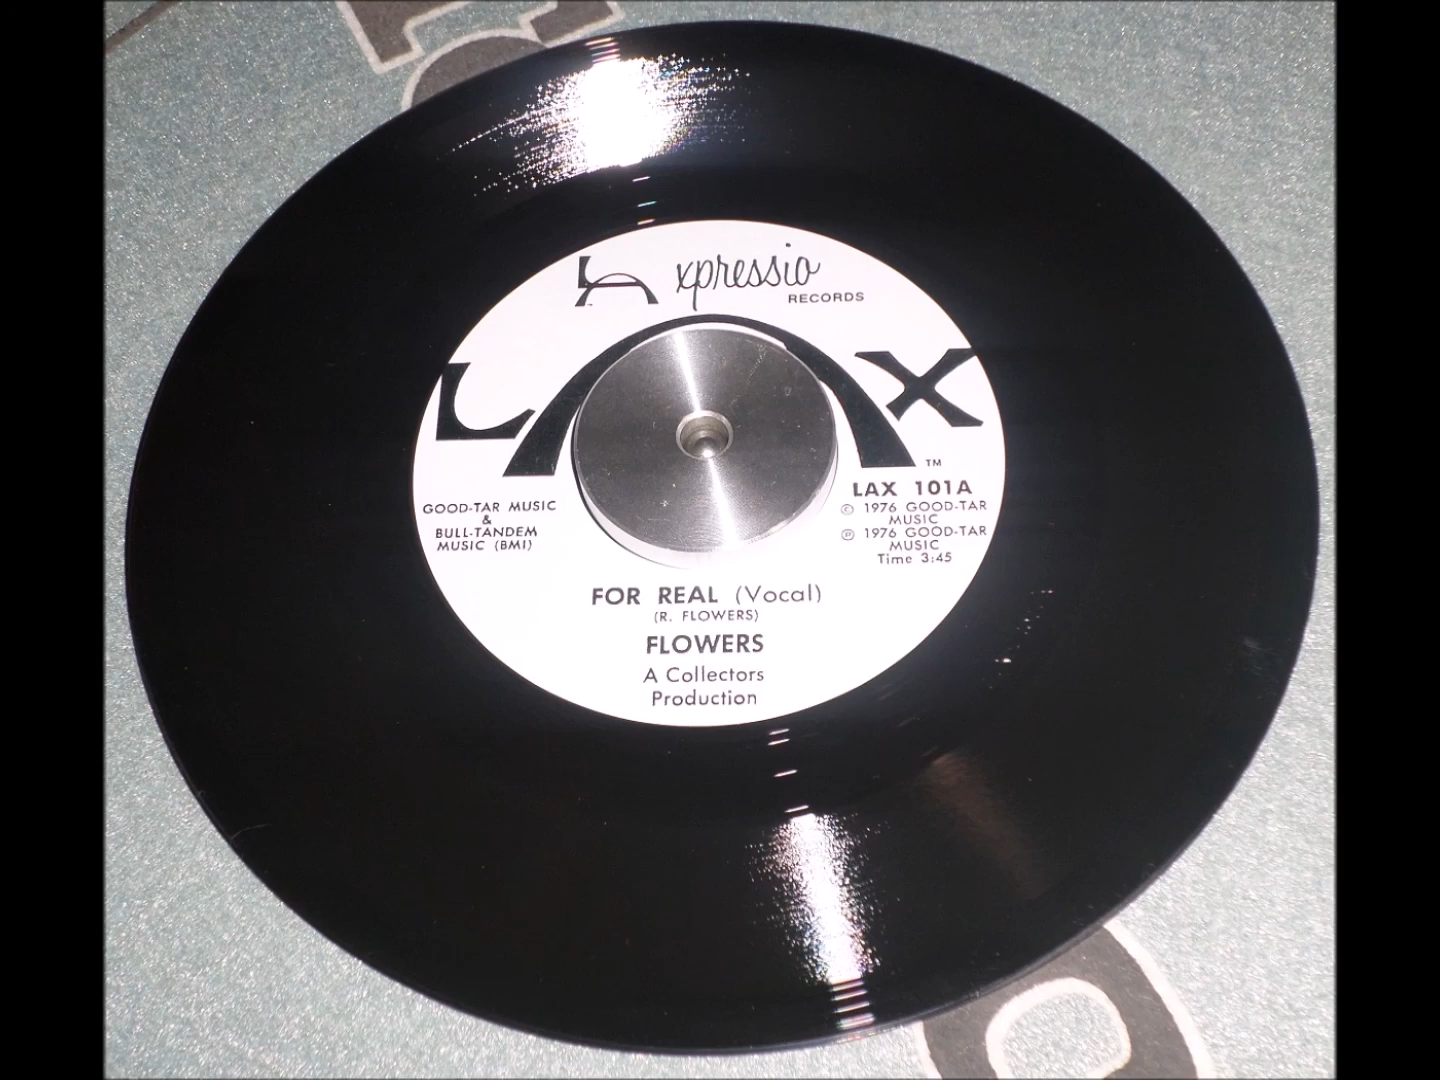 LA xpressio
RECORDS
LAX
TM
LAX 101A
© 1976 GOOD-TAR
MUSIC
℗ 1976 GOOD-TAR
MUSIC
Time 3:45
GOOD-TAR MUSIC
&
BULL-TANDEM
MUSIC (BMI)
FOR REAL (Vocal)
(R. FLOWERS)
FLOWERS
A Collectors
Production